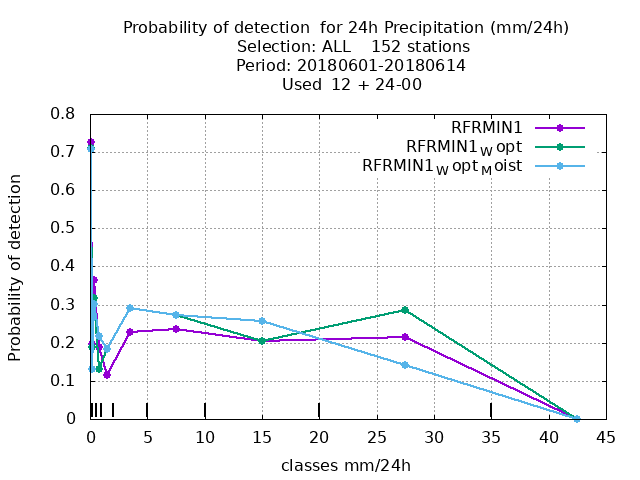 Probability of detection  for 24h Precipitation (mm/24h)
Selection: ALL    152 stations
Period: 20180601-20180614
Used  12 + 24-00
RFRMIN1
RFRMIN1Wopt
RFRMIN1WoptMoist
Probability of detection
0.8
0.7
0.6
0.5
0.4
0.3
0.2
0.1
0
0 5 10 15 20 25 30 35 40 45
classes mm/24h